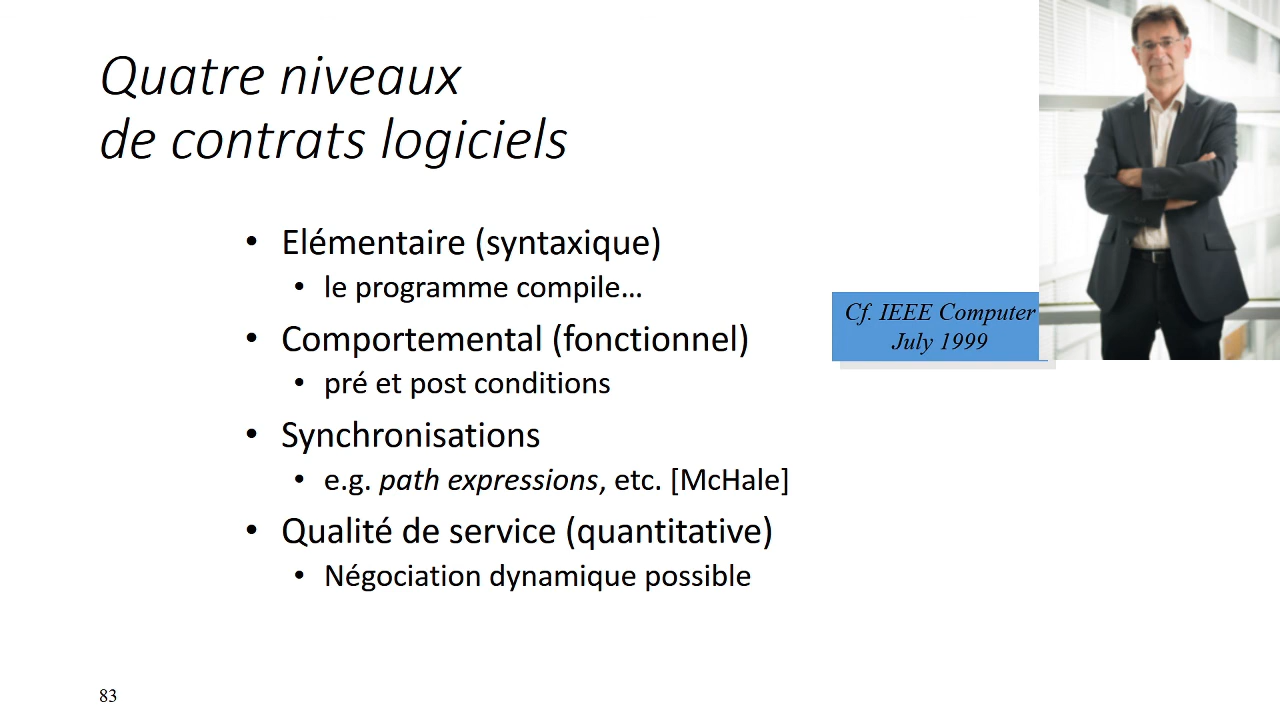 Quatre niveaux
de contrats logiciels
• Elémentaire (syntaxique)
• le programme compile…
• Comportemental (fonctionnel)
• pré et post conditions
• Synchronisations
• e.g. path expressions, etc. [McHale]
• Qualité de service (quantitative)
• Négociation dynamique possible
Cf. IEEE Computer
July 1999
83